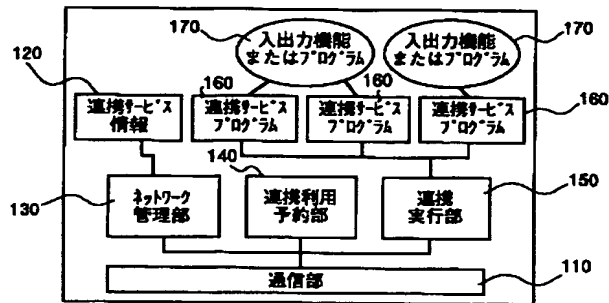 170
入出力機能
またはプログラム
入出力機能
またはプログラム
170
120
160
160
連携サービス
情報
連携サービス
プログラム
連携サービス
プログラム
連携サービス
プログラム
160
140
130
ネットワーク
管理部
連携利用
予約部
連携
実行部
150
通信部
110